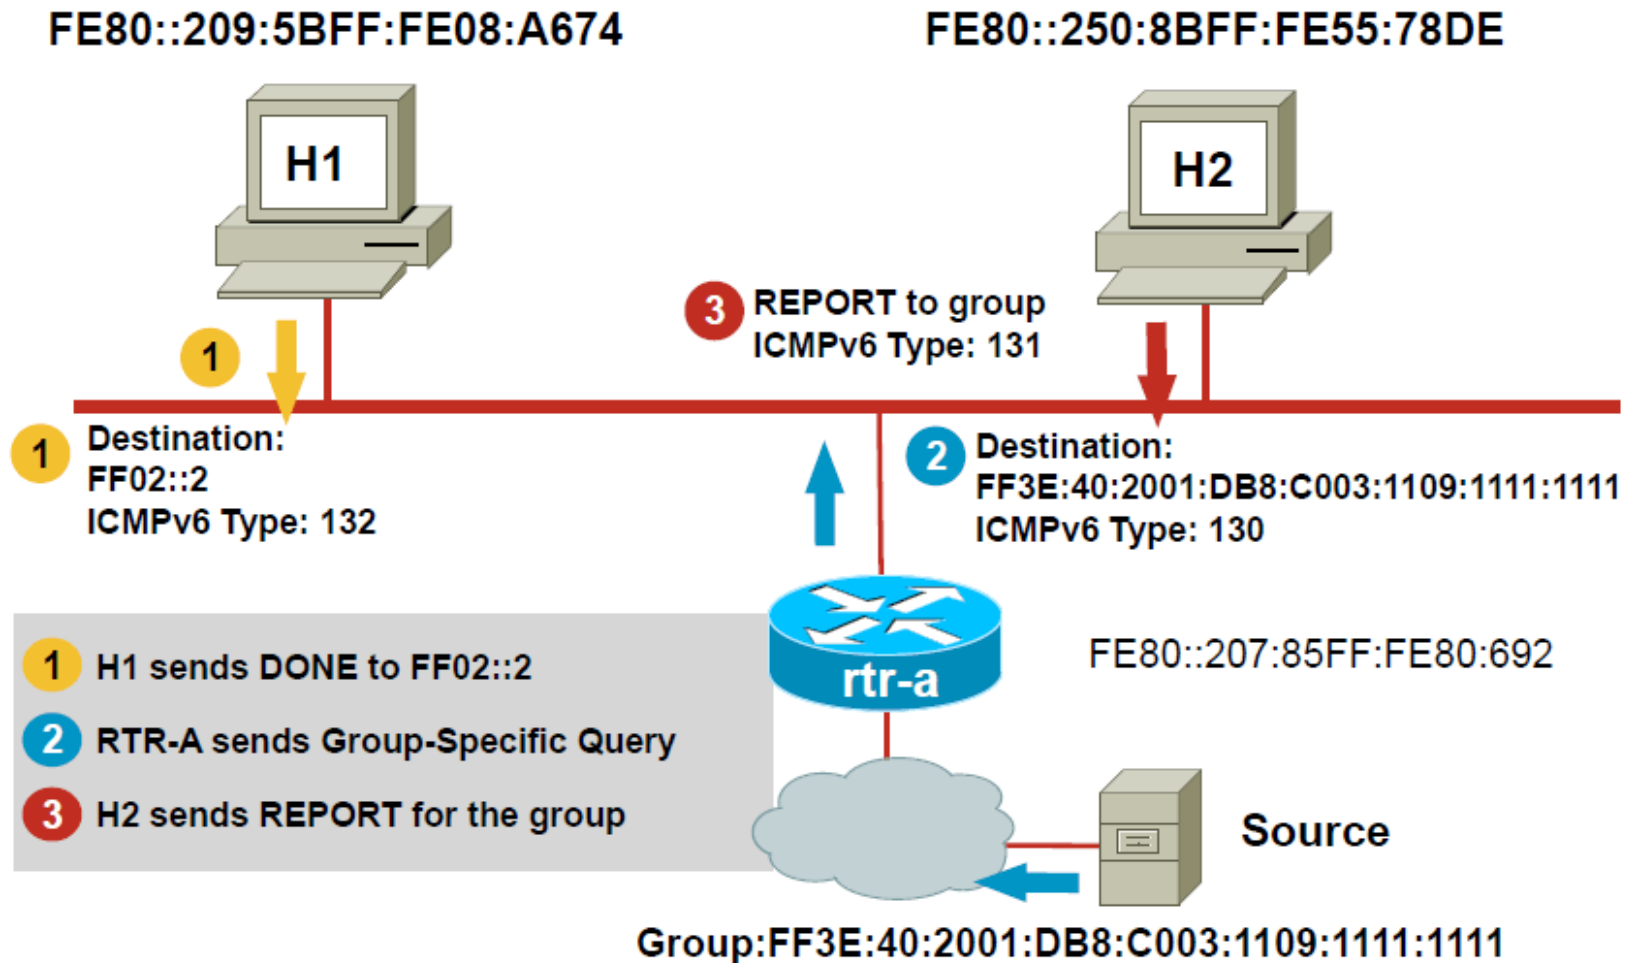 FE80::209:5BFF:FE08:A674
FE80::250:8BFF:FE55:78DE
H1
H2
3 REPORT to group
ICMPv6 Type: 131
1
1 Destination:
FF02::2
ICMPv6 Type: 132
2 Destination:
FF3E:40:2001:DB8:C003:1109:1111:1111
ICMPv6 Type: 130
rtr-a
FE80::207:85FF:FE80:692
1 H1 sends DONE to FF02::2
2 RTR-A sends Group-Specific Query
3 H2 sends REPORT for the group
Source
Group:FF3E:40:2001:DB8:C003:1109:1111:1111